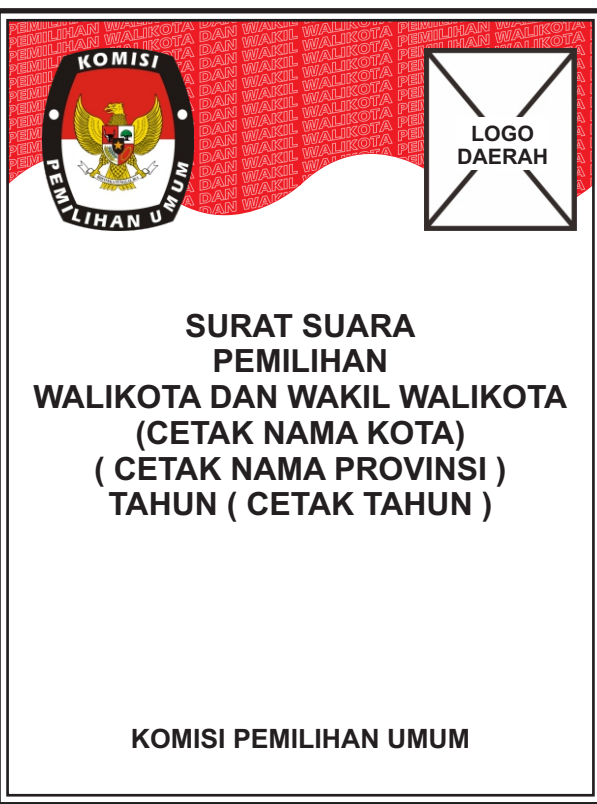 KOMISI
PEMILIHAN UMUM
LOGO
DAERAH
SURAT SUARA
PEMILIHAN
WALIKOTA DAN WAKIL WALIKOTA
(CETAK NAMA KOTA)
( CETAK NAMA PROVINSI )
TAHUN ( CETAK TAHUN )
KOMISI PEMILIHAN UMUM